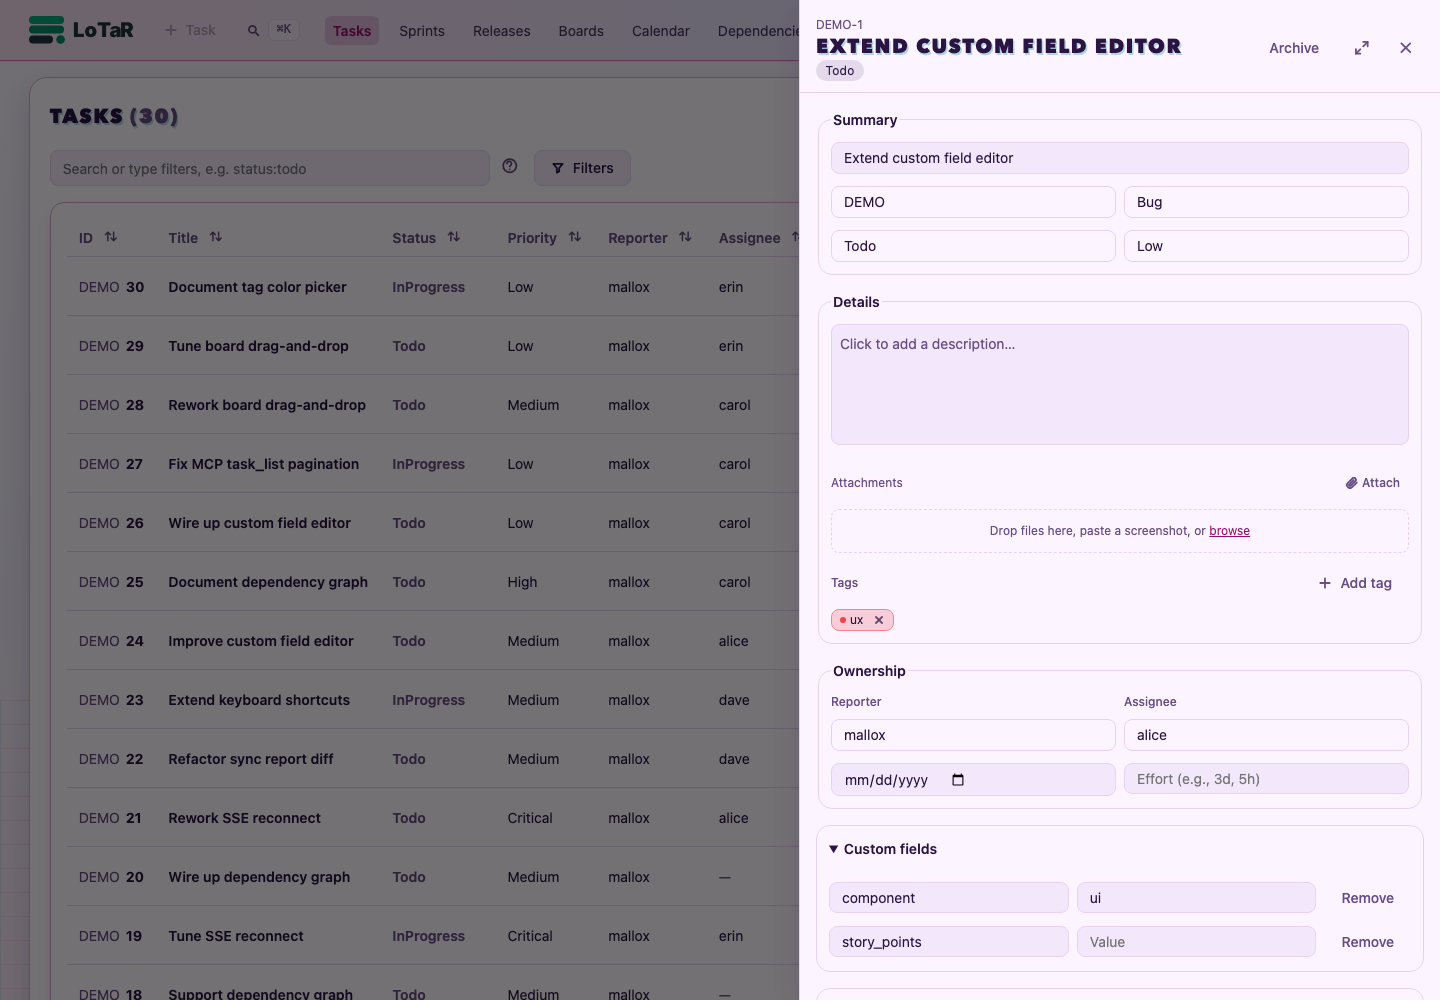 LoTaR
Task
⌘K
Tasks
Sprints
Releases
Boards
Calendar
TASKS (30)
Search or type filters, e.g. status:todo
Filters
ID Title Status Priority Reporter Assignee
DEMO 30 Document tag color picker InProgress Low mallox erin
DEMO 29 Tune board drag-and-drop Todo Low mallox erin
DEMO 28 Rework board drag-and-drop Todo Medium mallox carol
DEMO 27 Fix MCP task_list pagination InProgress Low mallox carol
DEMO 26 Wire up custom field editor Todo Low mallox carol
DEMO 25 Document dependency graph Todo High mallox carol
DEMO 24 Improve custom field editor Todo Medium mallox alice
DEMO 23 Extend keyboard shortcuts InProgress Medium mallox dave
DEMO 22 Refactor sync report diff Todo Medium mallox dave
DEMO 21 Rework SSE reconnect Todo Critical mallox alice
DEMO 20 Wire up dependency graph Todo Medium mallox —
DEMO 19 Tune SSE reconnect InProgress Critical mallox erin
DEMO 18 Support dependency graph Todo Medium mallox —
DEMO-1
EXTEND CUSTOM FIELD EDITOR
Todo
Archive
Summary
Extend custom field editor
DEMO Bug
Todo Low
Details
Click to add a description...
Attachments
Attach
Drop files here, paste a screenshot, or browse
Tags
Add tag
ux
Ownership
Reporter Assignee
mallox alice
mm/dd/yyyy Effort (e.g., 3d, 5h)
Custom fields
component ui Remove
story_points Value Remove